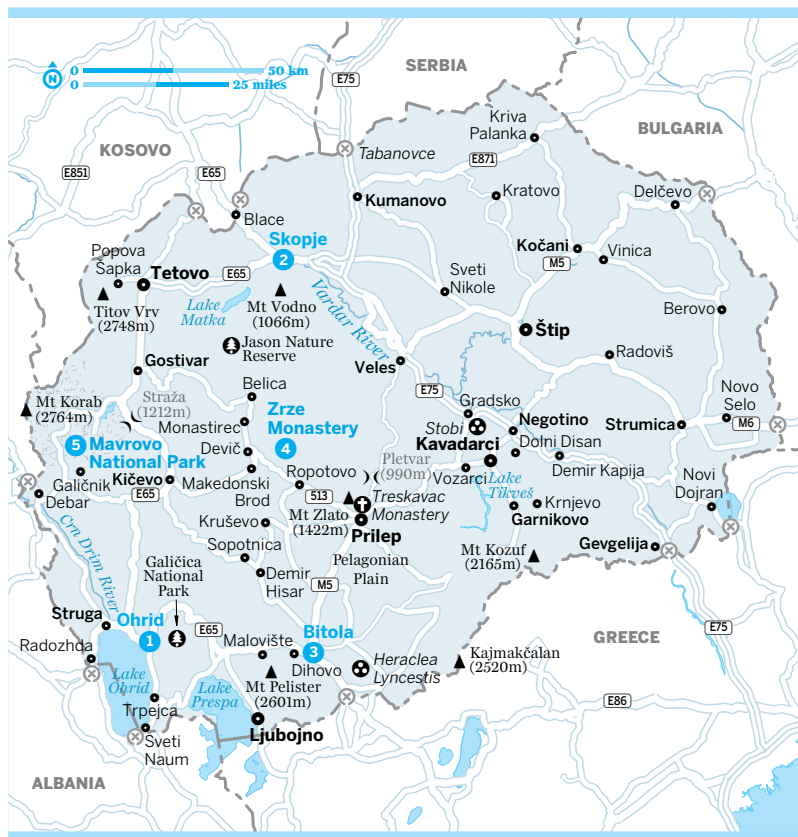 SERBIA
0
50 km
N
0
25 miles
E75
Kriva
Palanka
BULGARIA
KOSOVO
Tabanovce
E871
E851
E65
Kratovo
Delčevo
Kumanovo
Blace
Skopje
2
Kočani
Vinica
M5
Popova
Šapka
Tetovo
E65
Sveti
Nikole
Lake
Matka
Mt Vodno
(1066m)
Vardar River
Titov Vrv
(2748m)
Berovo
Štip
Jason Nature
Reserve
Radoviš
Gostivar
Veles
E75
Belica
Novo
Selo
Mt Korab
(2764m)
Straža
(1212m)
Zrze
Monastery
4
Gradsko
Monastirec
Stobi
Negotino
Strumica
M6
5
Mavrovo
National Park
Devič
Kavadarci
Dolni Disan
Pletvar
(990m)
Demir Kapija
Galičnik
Kičevo
Makedonski
Brod
Ropotovo
Vozarci
Lake
Tikveš
Novi
Dojran
Debar
E65
513
Treskavac
Monastery
Krnjevo
Garnikovo
Mt Zlato
(1422m)
Kruševo
Prilep
Crn Drim River
Sopotnica
Mt Kozuf
(2165m)
Gevgelija
Galičica
National
Park
Demir
Hisar
Pelagonian
Plain
M5
Struga
Ohrid
1
E65
Bitola
3
E75
GREECE
Radozhda
Malovište
Dihovo
Heraclea
Lyncestis
Kajmakčalan
(2520m)
Lake
Ohrid
Lake
Prespa
Mt Pelister
(2601m)
Trpejca
E86
Ljubojno
Sveti
Naum
ALBANIA